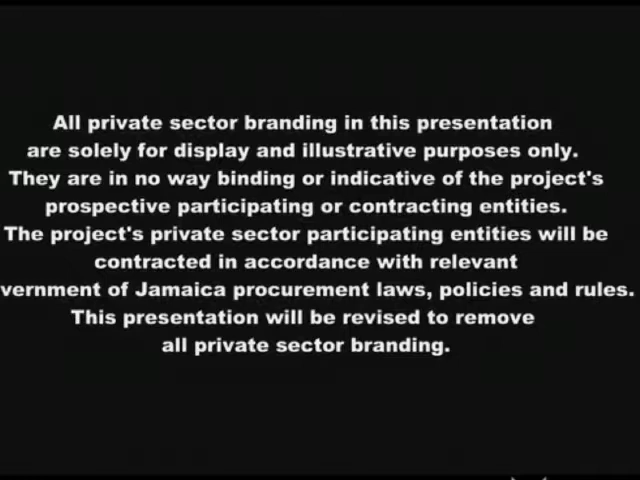 All private sector branding in this presentation
are solely for display and illustrative purposes only.
They are in no way binding or indicative of the project's
prospective participating or contracting entities.
The project's private sector participating entities will be
contracted in accordance with relevant
vernment of Jamaica procurement laws, policies and rules.
This presentation will be revised to remove
all private sector branding.